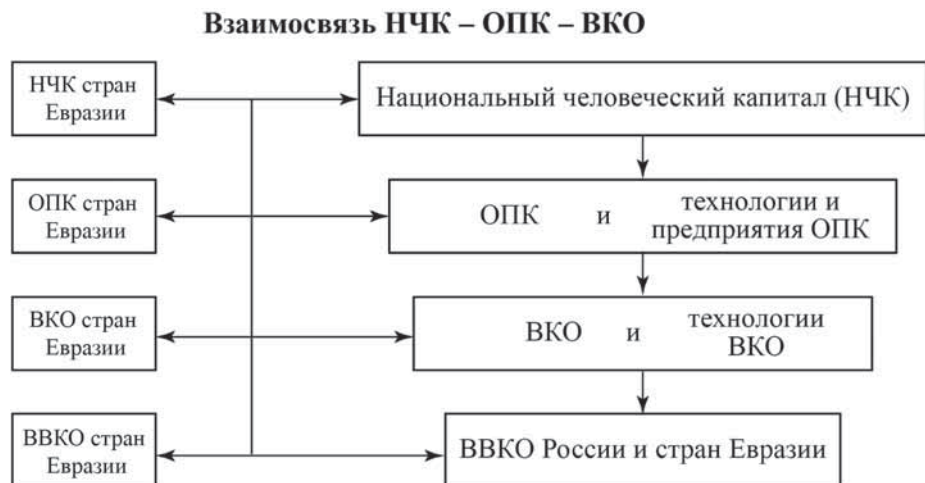 Взаимосвязь НЧК – ОПК – ВКО
НЧК стран
Евразии
Национальный человеческий капитал (НЧК)
ОПК стран
Евразии
ОПК и технологии и
предприятия ОПК
ВКО стран
Евразии
ВКО и технологии
ВКО
ВВКО стран
Евразии
ВВКО России и стран Евразии